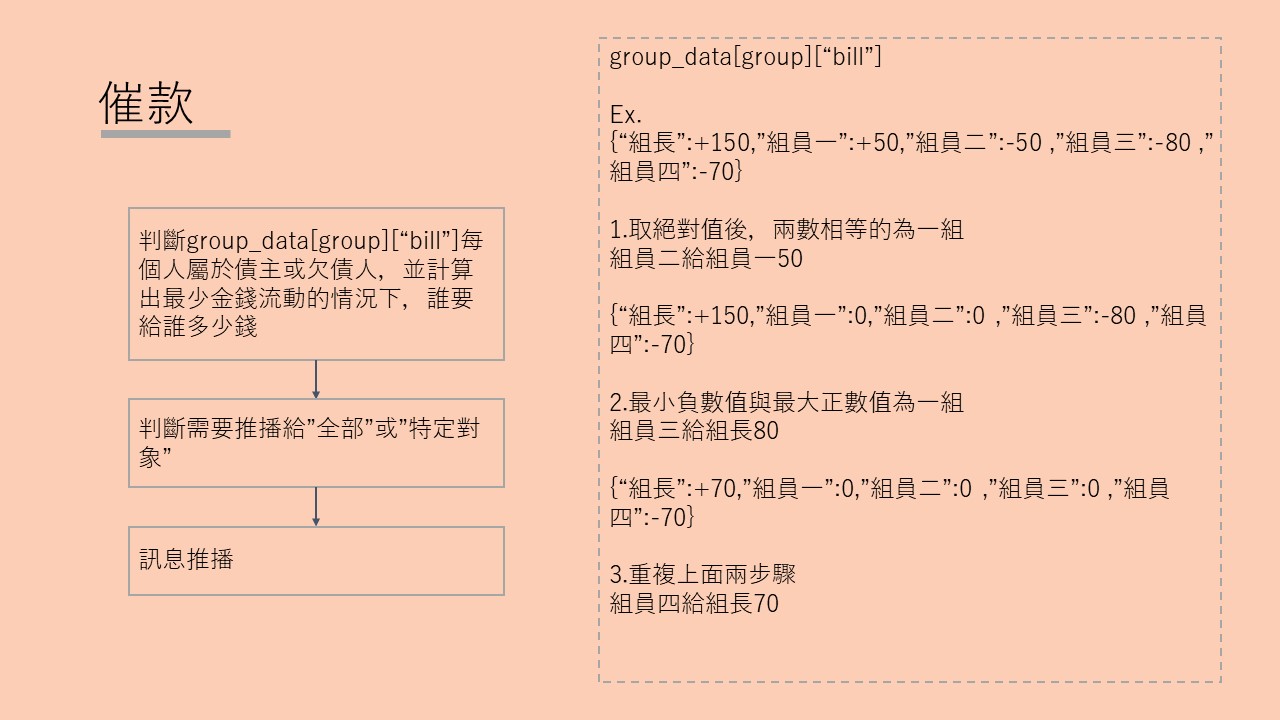 催款
判斷group_data[group][“bill”]每
個人屬於債主或欠債人，並計算
出最少金錢流動的情況下，誰要
給誰多少錢
判斷需要推播給”全部”或”特定對
象”
訊息推播
group_data[group][“bill”]
Ex.
{“組長”:+150,”組員一”:+50,”組員二”:-50 ,”組員三”:-80 ,”
組員四”:-70}
1.取絕對值後，兩數相等的為一組
組員二給組員一50
{“組長”:+150,”組員一”:0,”組員二”:0 ,”組員三”:-80 ,”組員
四”:-70}
2.最小負數值與最大正數值為一組
組員三給組長80
{“組長”:+70,”組員一”:0,”組員二”:0 ,”組員三”:0 ,”組員
四”:-70}
3.重複上面兩步驟
組員四給組長70